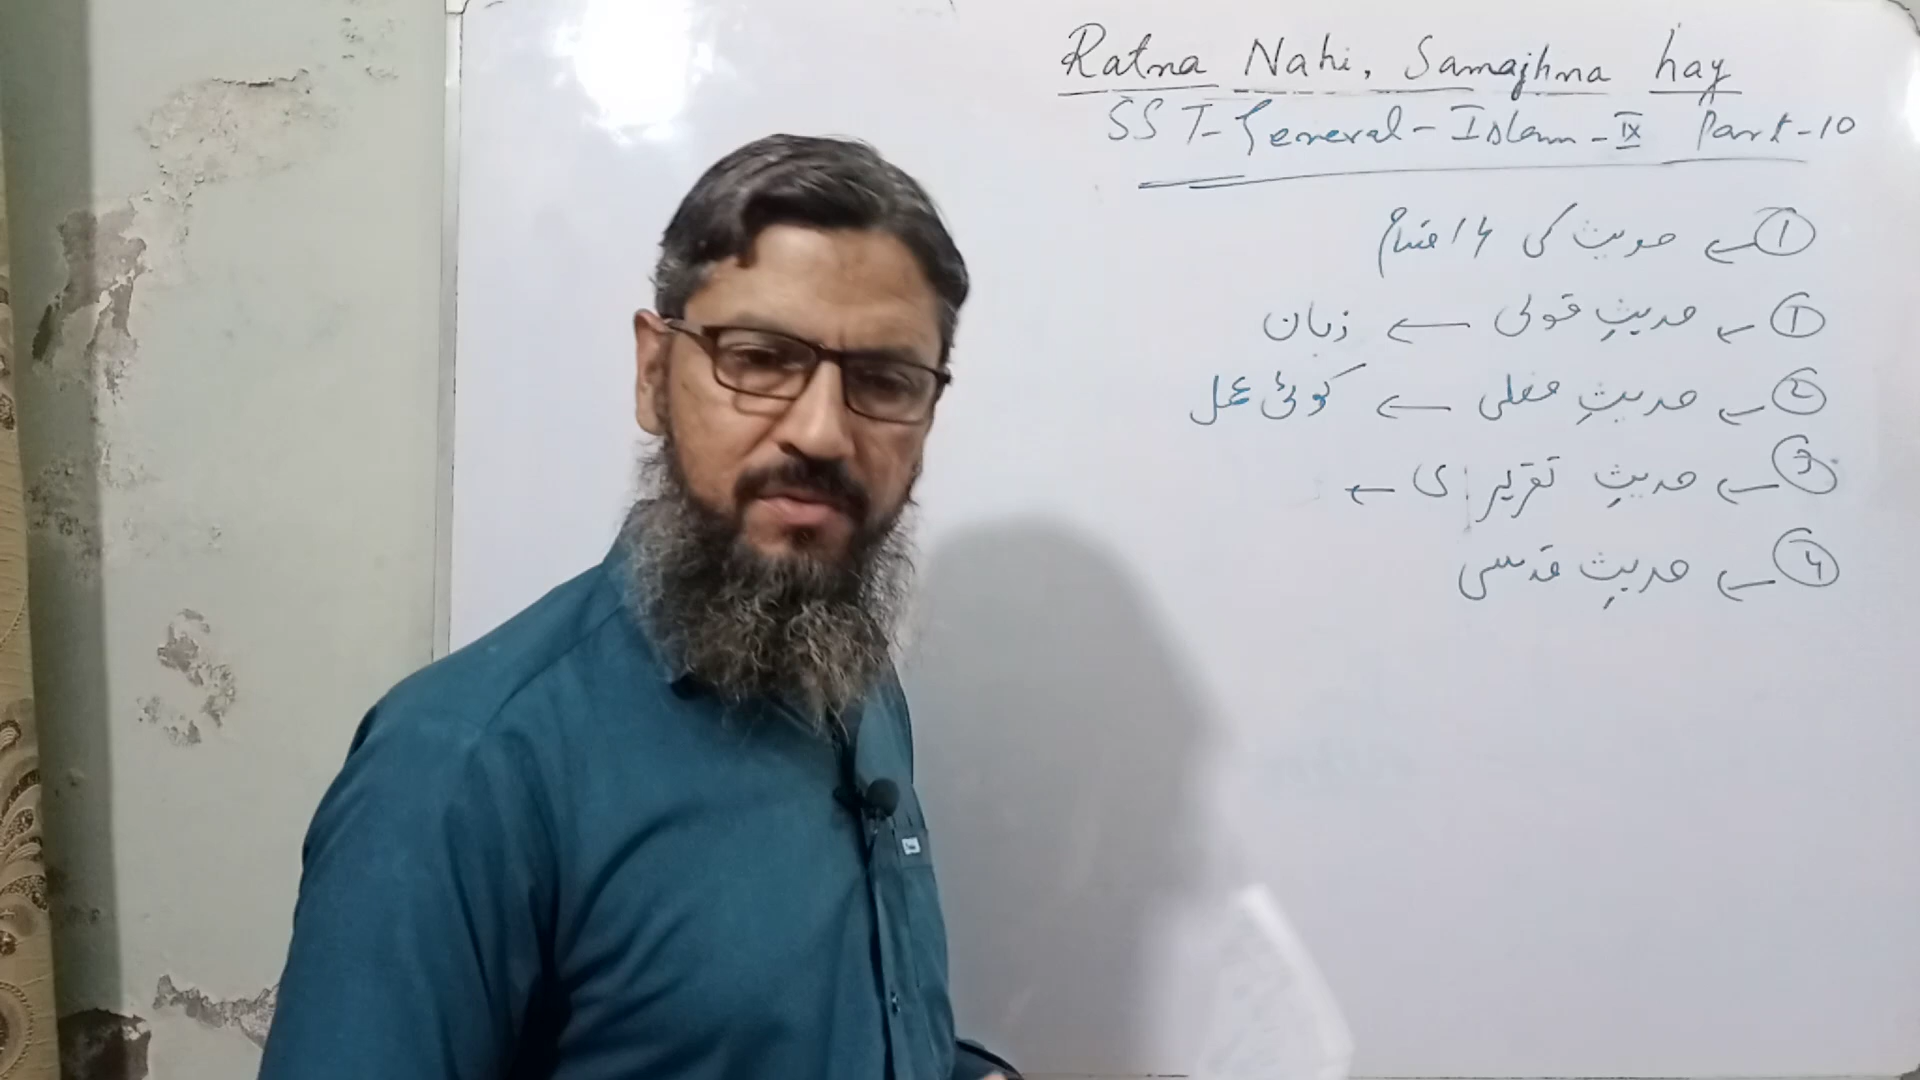 Ratna Nahi, Samajhna hay
SST-General-Islam-IX Part-10
① ← حدیث کی 4 اقسام
① ← حدیثِ قولی ← زبان
② ← حدیثِ فعلی ← کوئی عمل
③ ← حدیثِ تقریری ←
④ ← حدیثِ قدسی